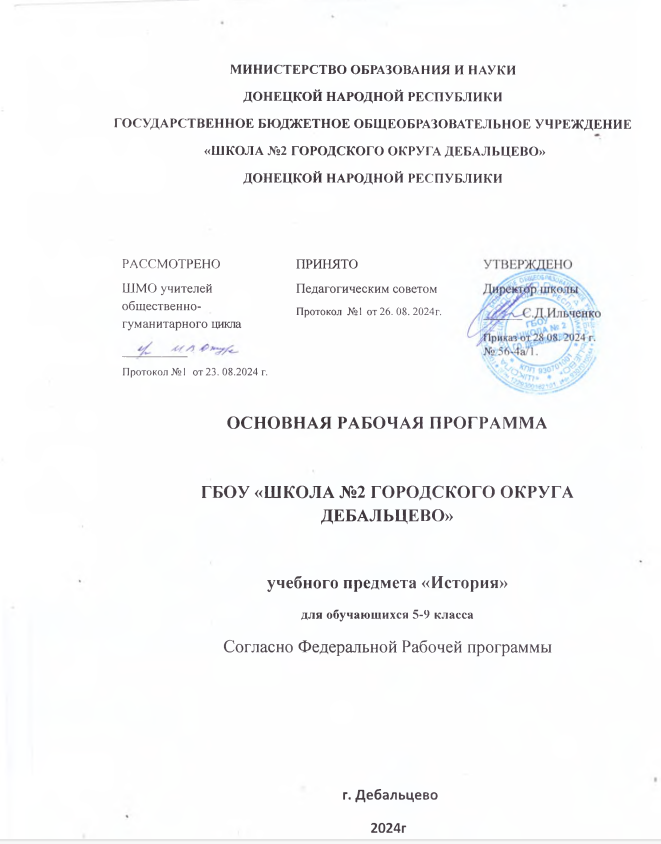 МИНИСТЕРСТВО ОБРАЗОВАНИЯ И НАУКИ
ДОНЕЦКОЙ НАРОДНОЙ РЕСПУБЛИКИ
ГОСУДАРСТВЕННОЕ БЮДЖЕТНОЕ ОБЩЕОБРАЗОВАТЕЛЬНОЕ УЧРЕЖДЕНИЕ
«ШКОЛА №2 ГОРОДСКОГО ОКРУГА ДЕБАЛЬЦЕВО»
ДОНЕЦКОЙ НАРОДНОЙ РЕСПУБЛИКИ
РАССМОТРЕНО
ШМО учителей
общественно-
гуманитарного цикла
Протокол №1 от 23. 08.2024 г.
ПРИНЯТО
Педагогическим советом
Протокол №1 от 26. 08. 2024г.
УТВЕРЖДЕНО
Директор школы
С.Д.Ильченко
Приказ от 28 08. 2024 г.
№ 56-4а/1.
ГБОУ
ОСНОВНАЯ РАБОЧАЯ ПРОГРАММА
ГБОУ «ШКОЛА №2 ГОРОДСКОГО ОКРУГА
ДЕБАЛЬЦЕВО»
учебного предмета «История»
для обучающихся 5-9 класса
Согласно Федеральной Рабочей программы
г. Дебальцево
2024г